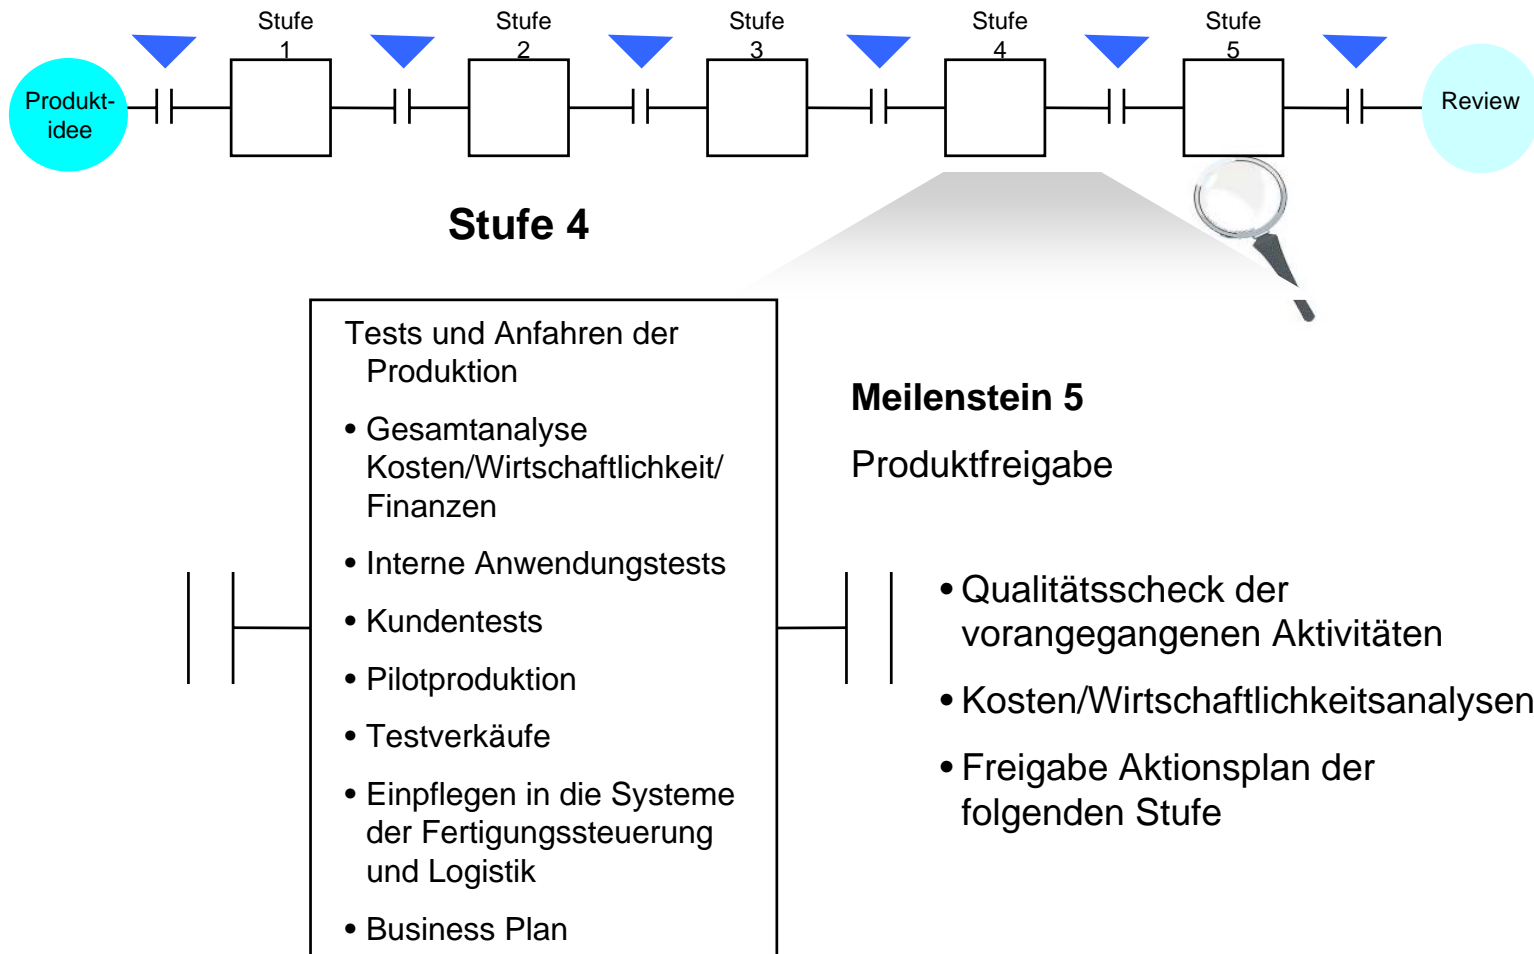 Stufe
1
Stufe
2
Stufe
3
Stufe
4
Stufe
5
Produkt-
idee
Review
Stufe 4
Tests und Anfahren der
Produktion
• Gesamtanalyse
Kosten/Wirtschaftlichkeit/
Finanzen
• Interne Anwendungstests
• Kundentests
• Pilotproduktion
• Testverkäufe
• Einpflegen in die Systeme
der Fertigungssteuerung
und Logistik
• Business Plan
Meilenstein 5
Produktfreigabe
• Qualitätsscheck der
vorangegangenen Aktivitäten
• Kosten/Wirtschaftlichkeitsanalysen
• Freigabe Aktionsplan der
folgenden Stufe